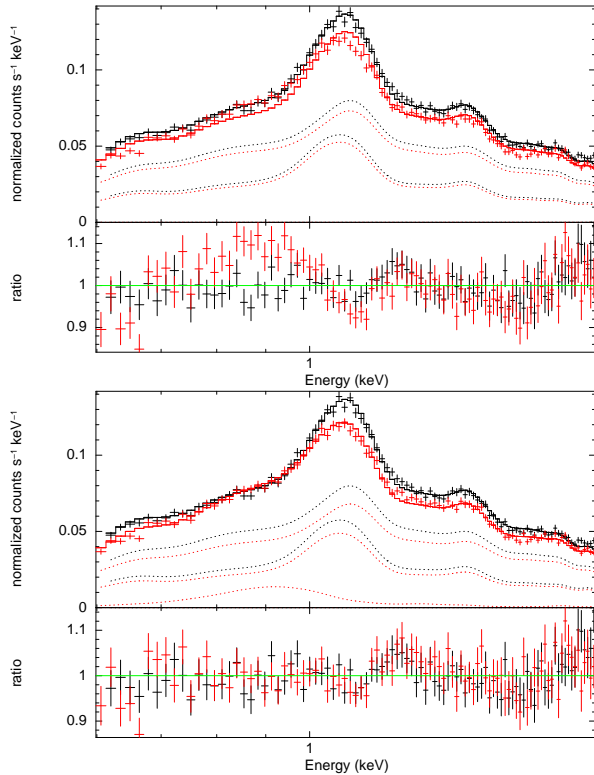 normalized counts s⁻¹ keV⁻¹
0.1
0.05
0
ratio
1.1
1
0.9
1
Energy (keV)
normalized counts s⁻¹ keV⁻¹
0.1
0.05
0
ratio
1.1
1
0.9
1
Energy (keV)